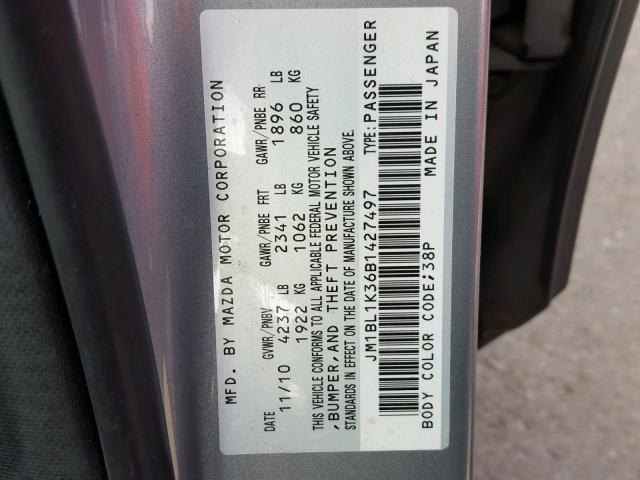 MFD. BY MAZDA MOTOR CORPORATION
DATE GVWR/PNBV GAWR/PNBE FRT GAWR/PNBE RR
11/10 4237 LB 2341 LB 1896 LB
1922 KG 1062 KG 860 KG
THIS VEHICLE CONFORMS TO ALL APPLICABLE FEDERAL MOTOR VEHICLE SAFETY
,BUMPER,AND THEFT PREVENTION
STANDARDS IN EFFECT ON THE DATE OF MANUFACTURE SHOWN ABOVE.
JM1BL1K36B1427497 TYPE:PASSENGER
BODY COLOR CODE;38P MADE IN JAPAN